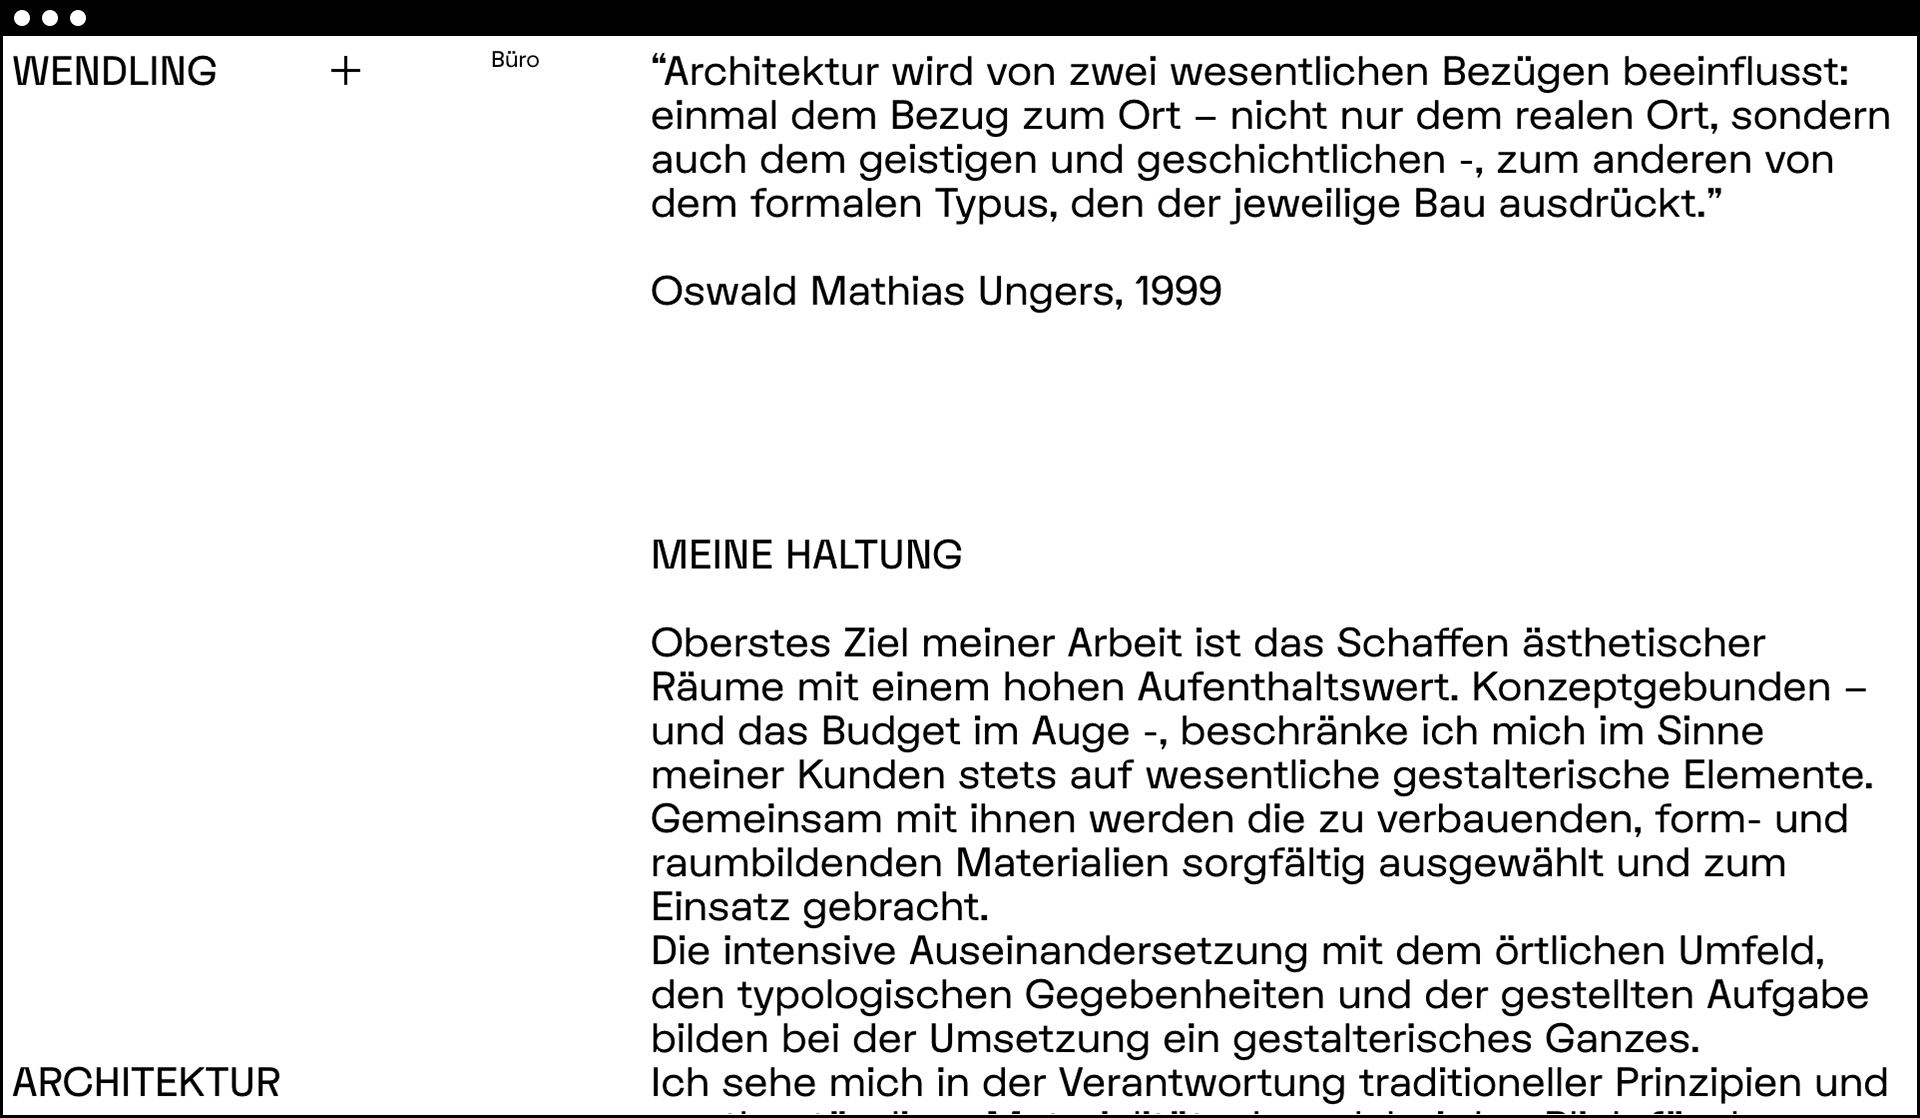 WENDLING
+
Büro
“Architektur wird von zwei wesentlichen Bezügen beeinflusst:
einmal dem Bezug zum Ort – nicht nur dem realen Ort, sondern
auch dem geistigen und geschichtlichen -, zum anderen von
dem formalen Typus, den der jeweilige Bau ausdrückt.”
Oswald Mathias Ungers, 1999
MEINE HALTUNG
Oberstes Ziel meiner Arbeit ist das Schaffen ästhetischer
Räume mit einem hohen Aufenthaltswert. Konzeptgebunden –
und das Budget im Auge -, beschränke ich mich im Sinne
meiner Kunden stets auf wesentliche gestalterische Elemente.
Gemeinsam mit ihnen werden die zu verbauenden, form- und
raumbildenden Materialien sorgfältig ausgewählt und zum
Einsatz gebracht.
Die intensive Auseinandersetzung mit dem örtlichen Umfeld,
den typologischen Gegebenheiten und der gestellten Aufgabe
bilden bei der Umsetzung ein gestalterisches Ganzes.
Ich sehe mich in der Verantwortung traditioneller Prinzipien und
ARCHITEKTUR